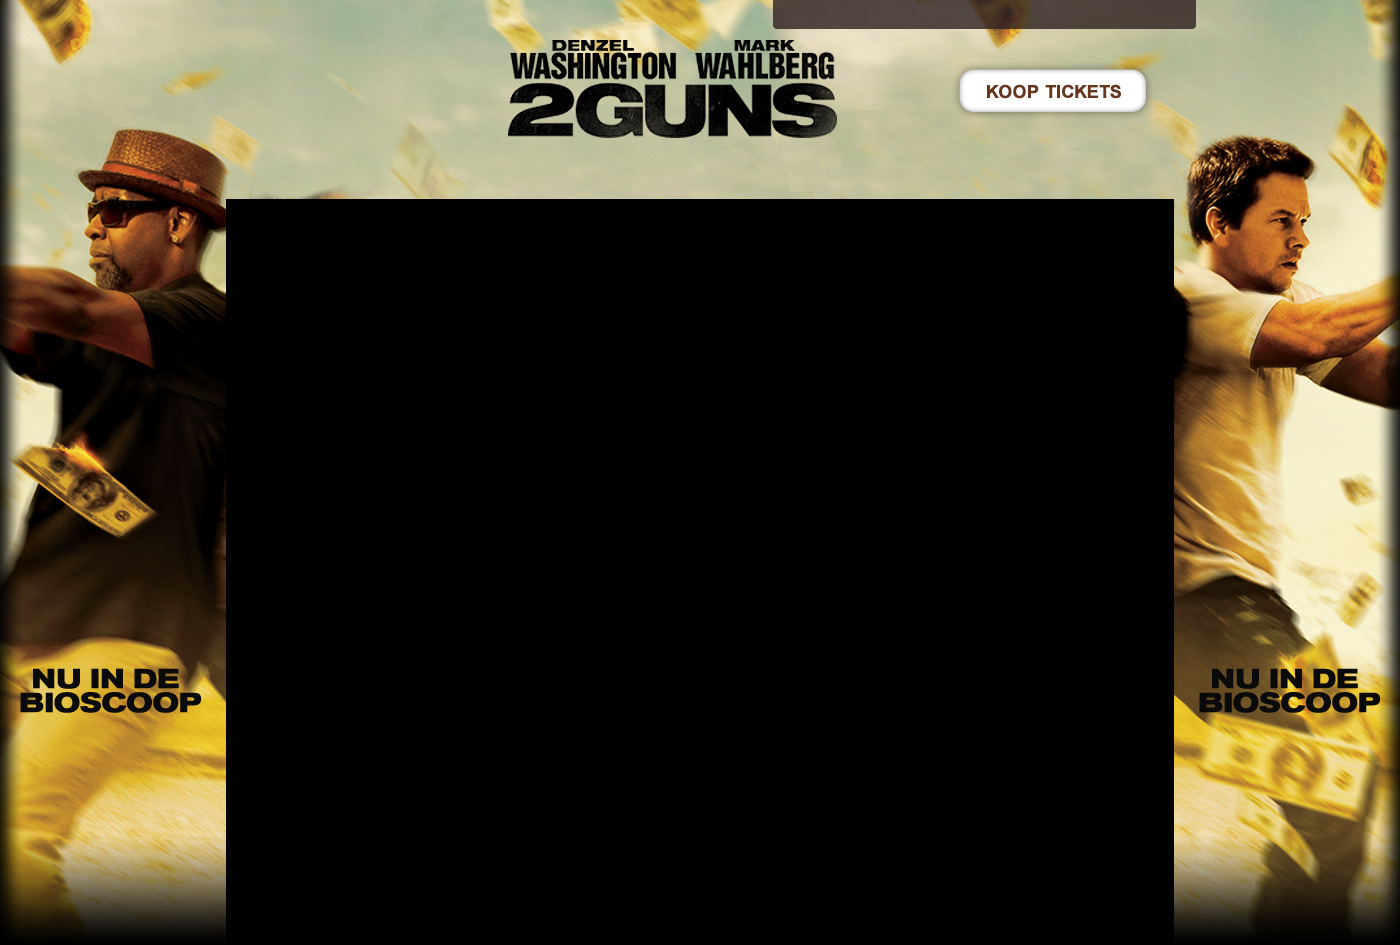 DENZEL MARK
WASHINGTON WAHLBERG
2GUNS
KOOP TICKETS
NU IN DE
BIOSCOOP
NU IN DE
BIOSCOOP